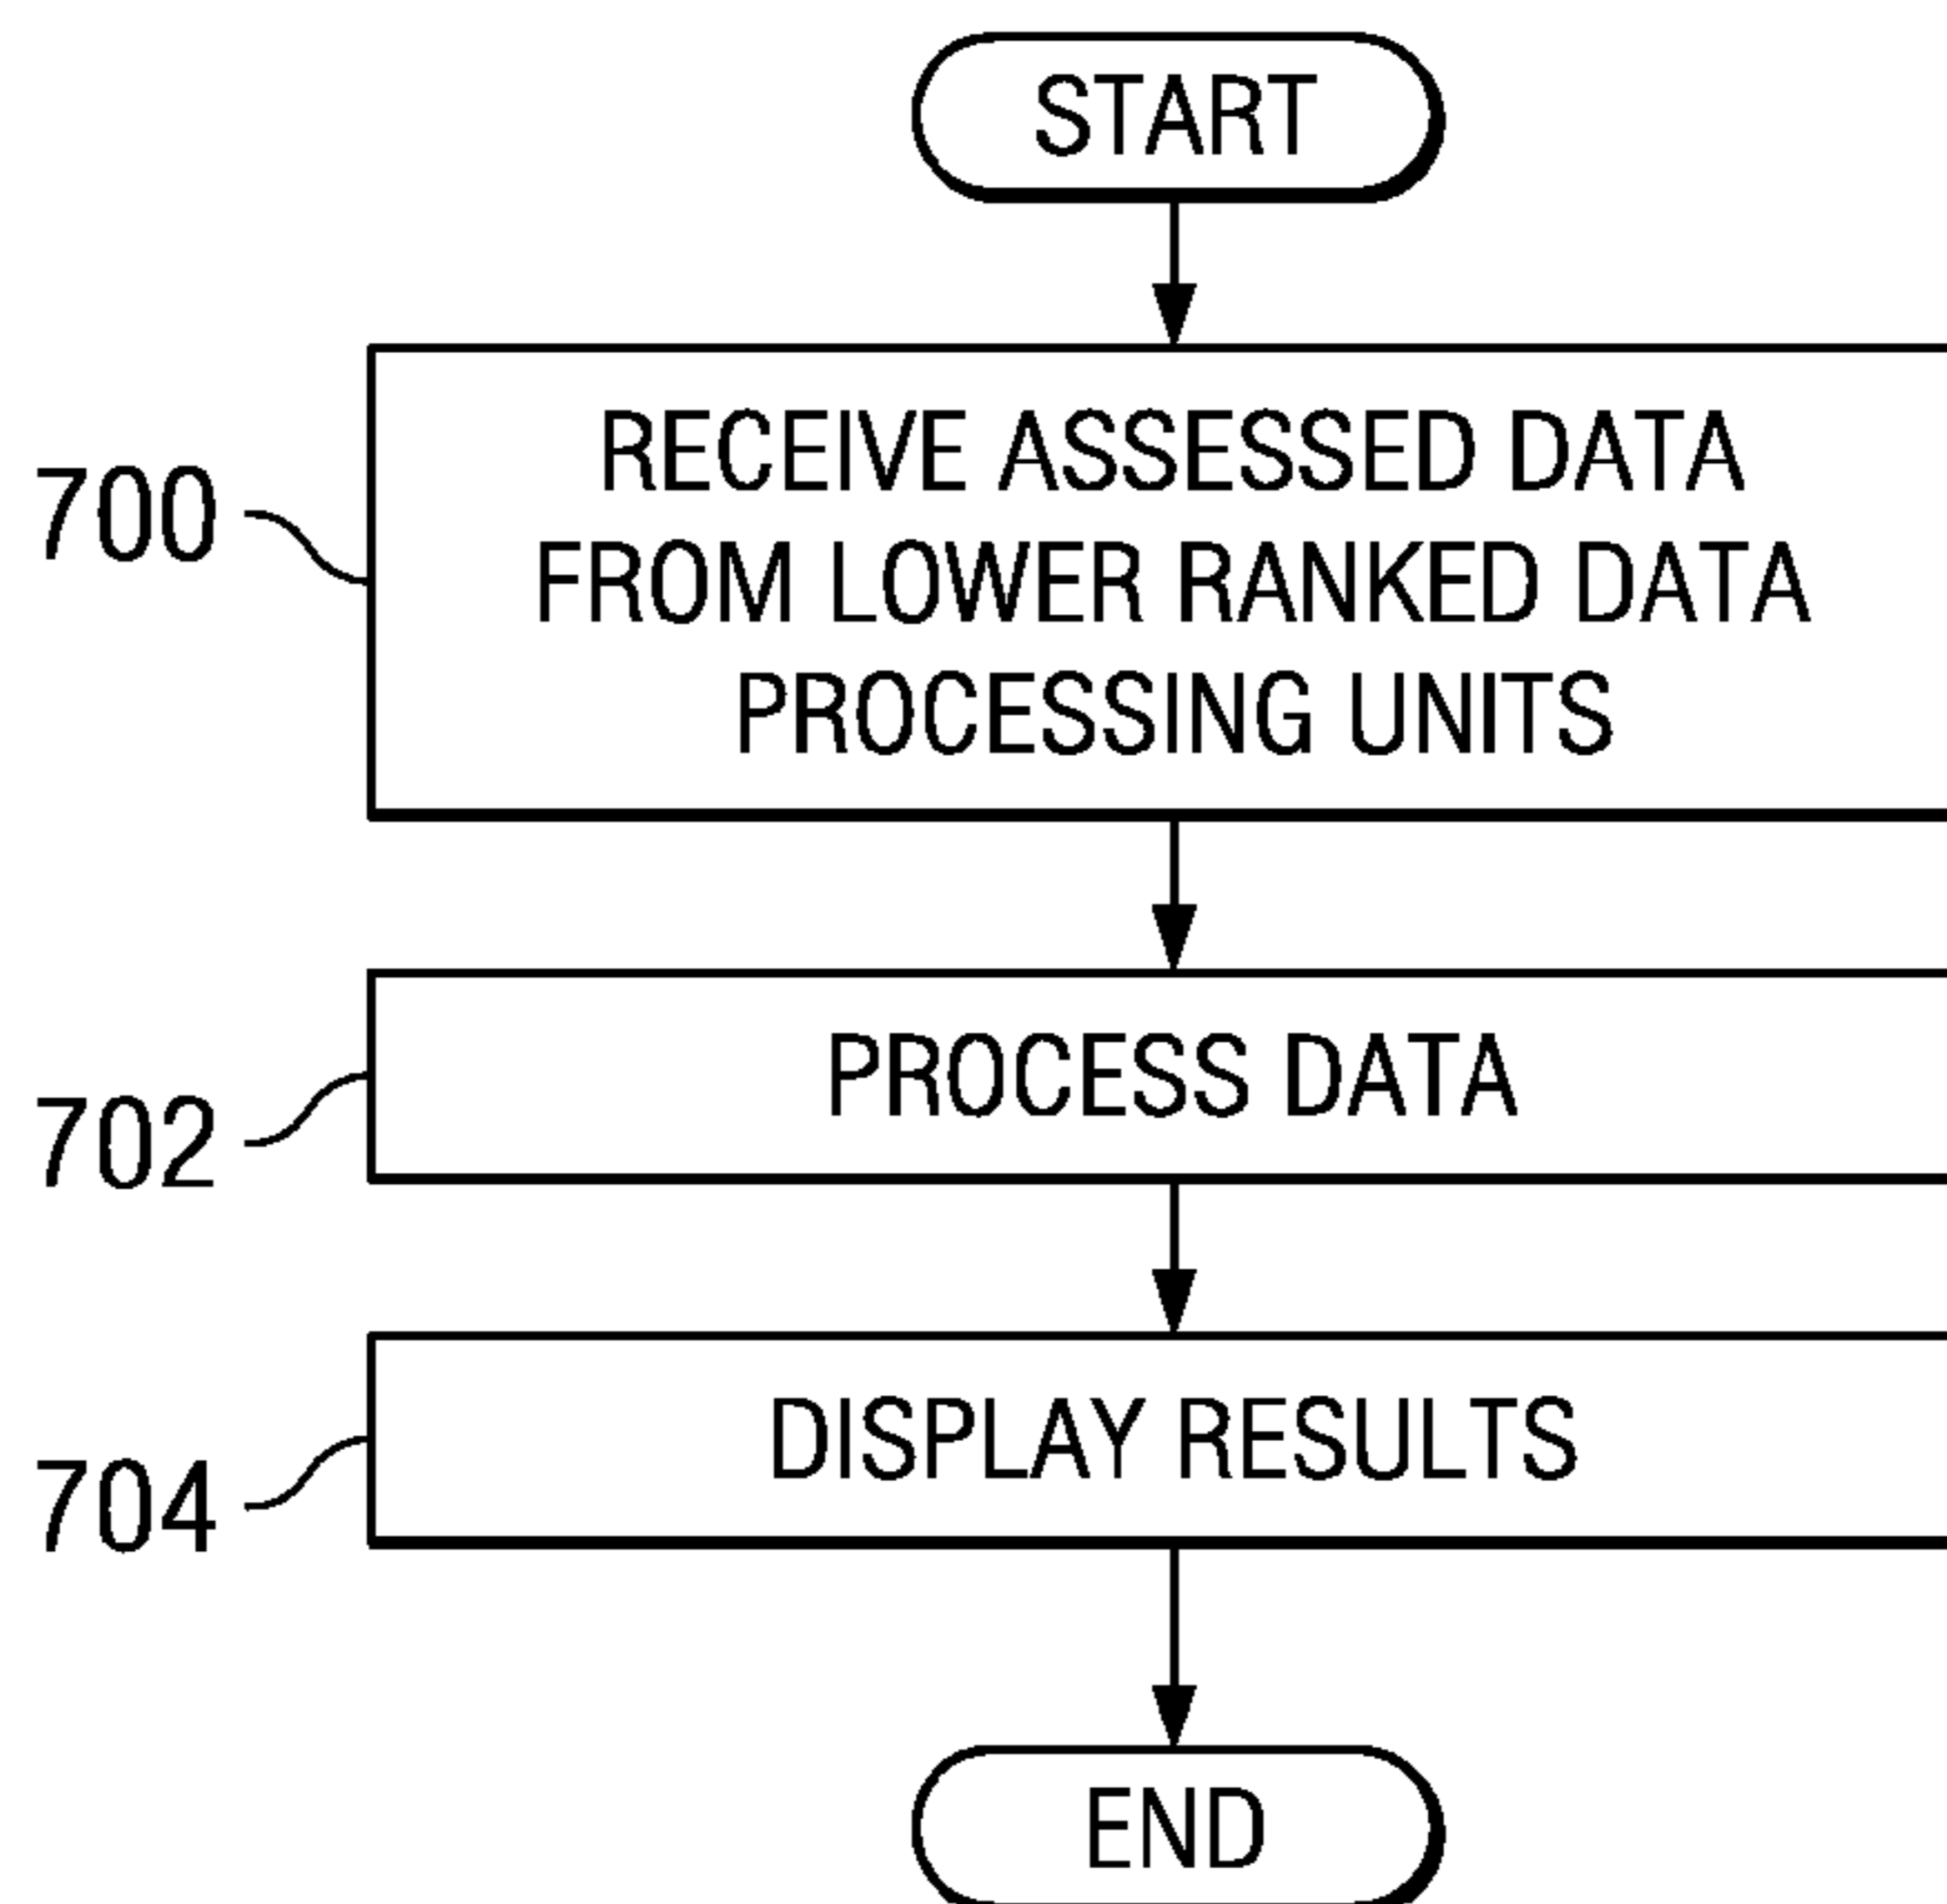 START
700
RECEIVE ASSESSED DATA
FROM LOWER RANKED DATA
PROCESSING UNITS
702
PROCESS DATA
704
DISPLAY RESULTS
END